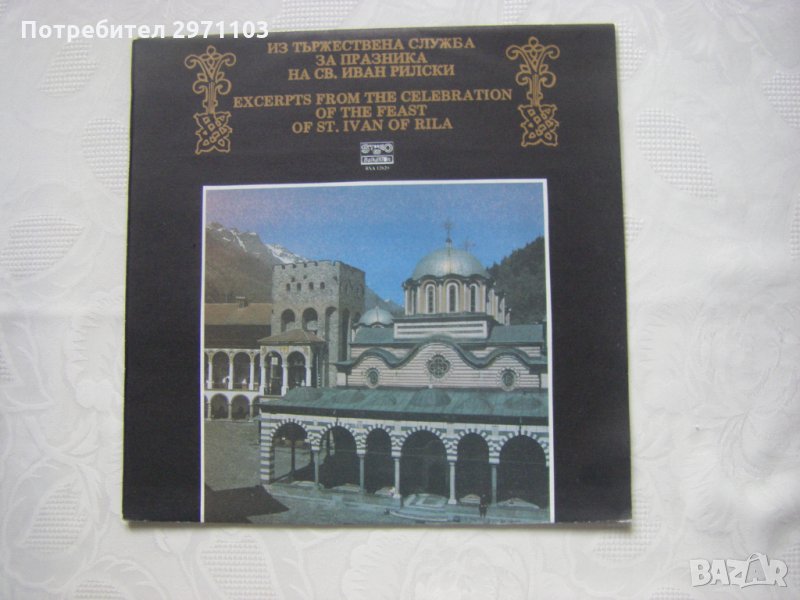 Потребител 2971103
ИЗ ТЪРЖЕСТВЕНА СЛУЖБА
ЗА ПРАЗНИКА
НА СВ. ИВАН РИЛСКИ
EXCERPTS FROM THE CELEBRATION
OF THE FEAST
OF ST. IVAN OF RILA
BAZAR